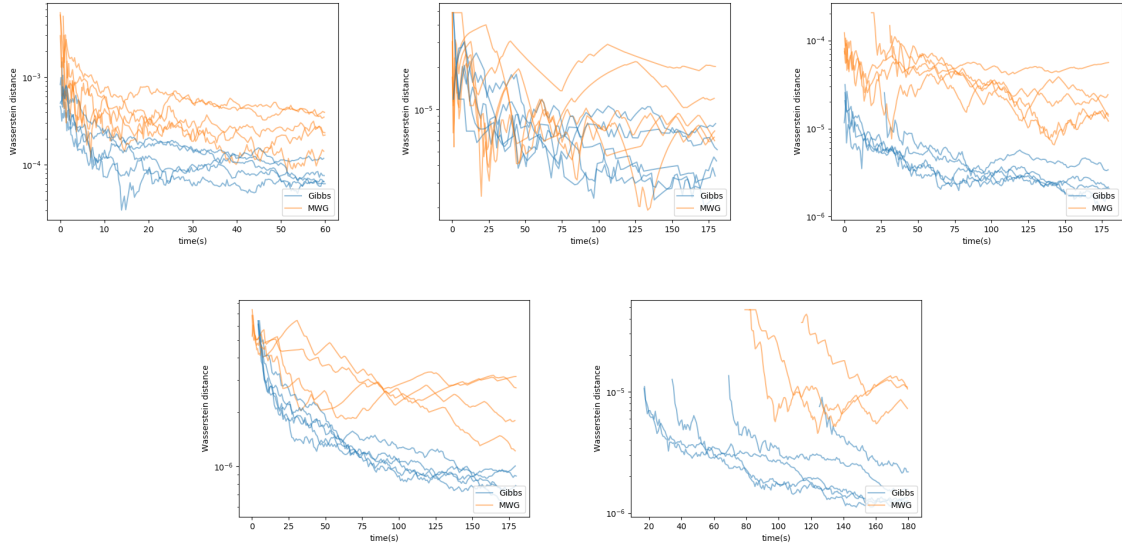 10⁻³
10⁻⁴
Wasserstein distance
0 10 20 30 40 50 60
time(s)
Gibbs
MWG
10⁻⁵
Wasserstein distance
0 25 50 75 100 125 150 175
time(s)
Gibbs
MWG
10⁻⁴
10⁻⁵
10⁻⁶
Wasserstein distance
0 25 50 75 100 125 150 175
time(s)
Gibbs
MWG
10⁻⁶
Wasserstein distance
0 25 50 75 100 125 150 175
time(s)
Gibbs
MWG
10⁻⁵
10⁻⁶
Wasserstein distance
20 40 60 80 100 120 140 160 180
time(s)
Gibbs
MWG